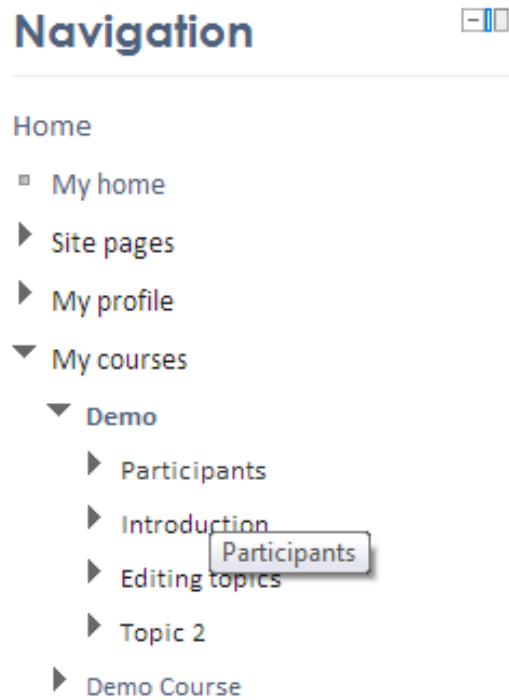 Navigation
Home
My home
Site pages
My profile
My courses
Demo
Participants
Introduction
Participants
Editing topics
Topic 2
Demo Course